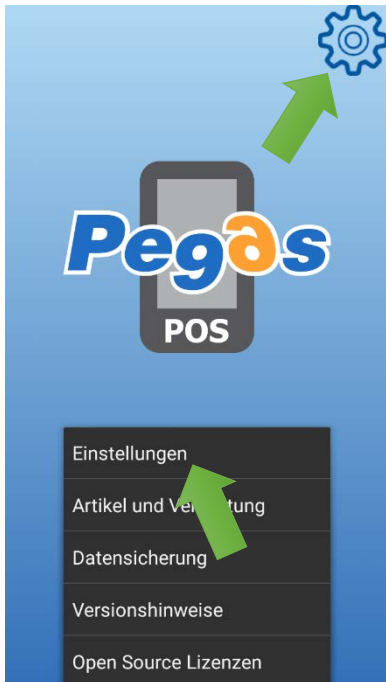 Pegas
POS
Einstellungen
Artikel und
Datensicherung
Versionshinweise
Open Source Lizenzen